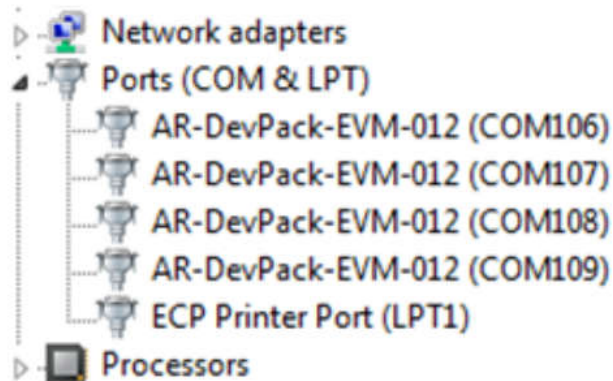 Network adapters
Ports (COM & LPT)
AR-DevPack-EVM-012 (COM106)
AR-DevPack-EVM-012 (COM107)
AR-DevPack-EVM-012 (COM108)
AR-DevPack-EVM-012 (COM109)
ECP Printer Port (LPT1)
Processors